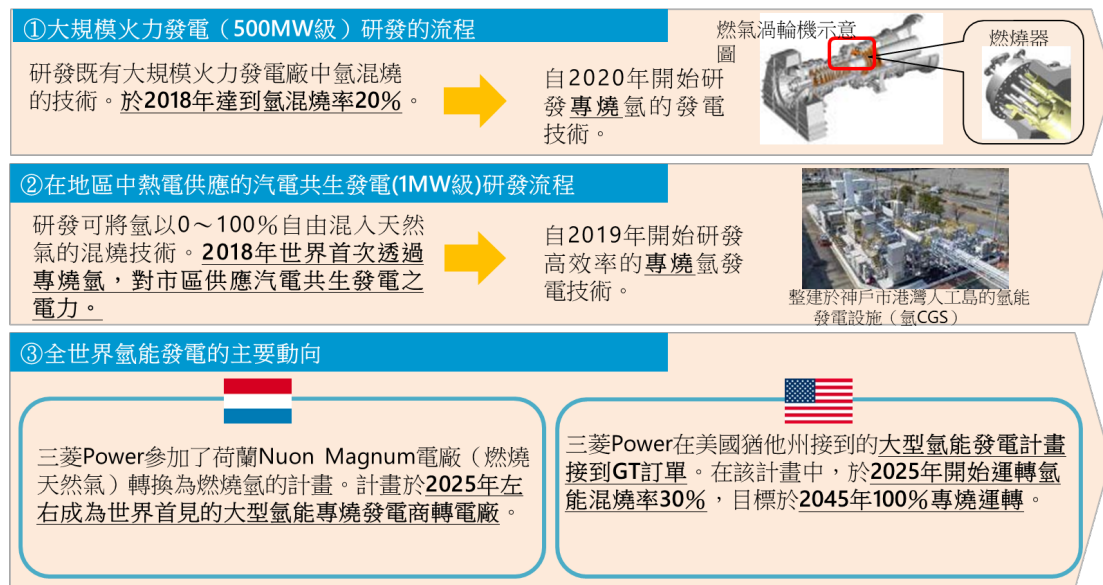 ①大規模火力發電（500MW級）研發的流程
研發既有大規模火力發電廠中氫混燒
的技術。於2018年達到氫混燒率20%。
自2020年開始研
發專燒氫的發電
技術。
燃氣渦輪機示意
圖
燃燒器
②在地區中熱電供應的汽電共生發電(1MW級)研發流程
研發可將氫以0～100%自由混入天然
氣的混燒技術。2018年世界首次透過
專燒氫，對市區供應汽電共生發電之
電力。
自2019年開始研發
高效率的專燒氫發
電技術。
整建於神戶市港灣人工島的氫能
發電設施（氫CGS）
③全世界氫能發電的主要動向
三菱Power參加了荷蘭Nuon Magnum電廠（燃燒
天然氣）轉換為燃燒氫的計畫。計畫於2025年左
右成為世界首見的大型氫能專燒發電商轉電廠。
三菱Power在美國猶他州接到的大型氫能發電計畫
接到GT訂單。在該計畫中，於2025年開始運轉氫
能混燒率30%，目標於2045年100%專燒運轉。